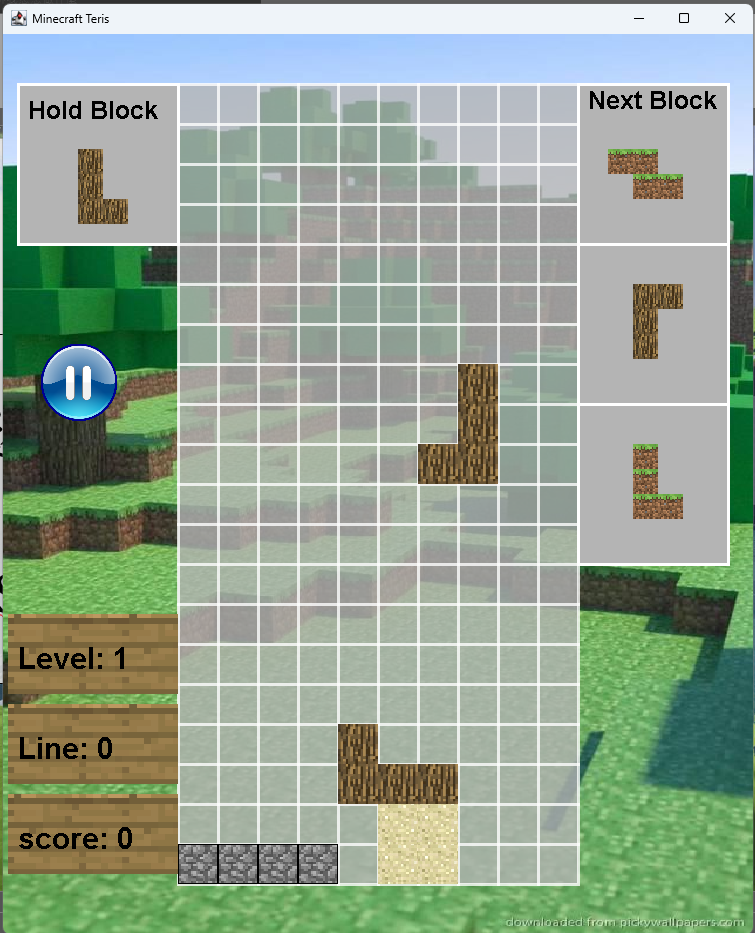 Minecraft Teris
Hold Block
Next Block
Level: 1
Line: 0
score: 0
downloaded from pickywallpapers.com